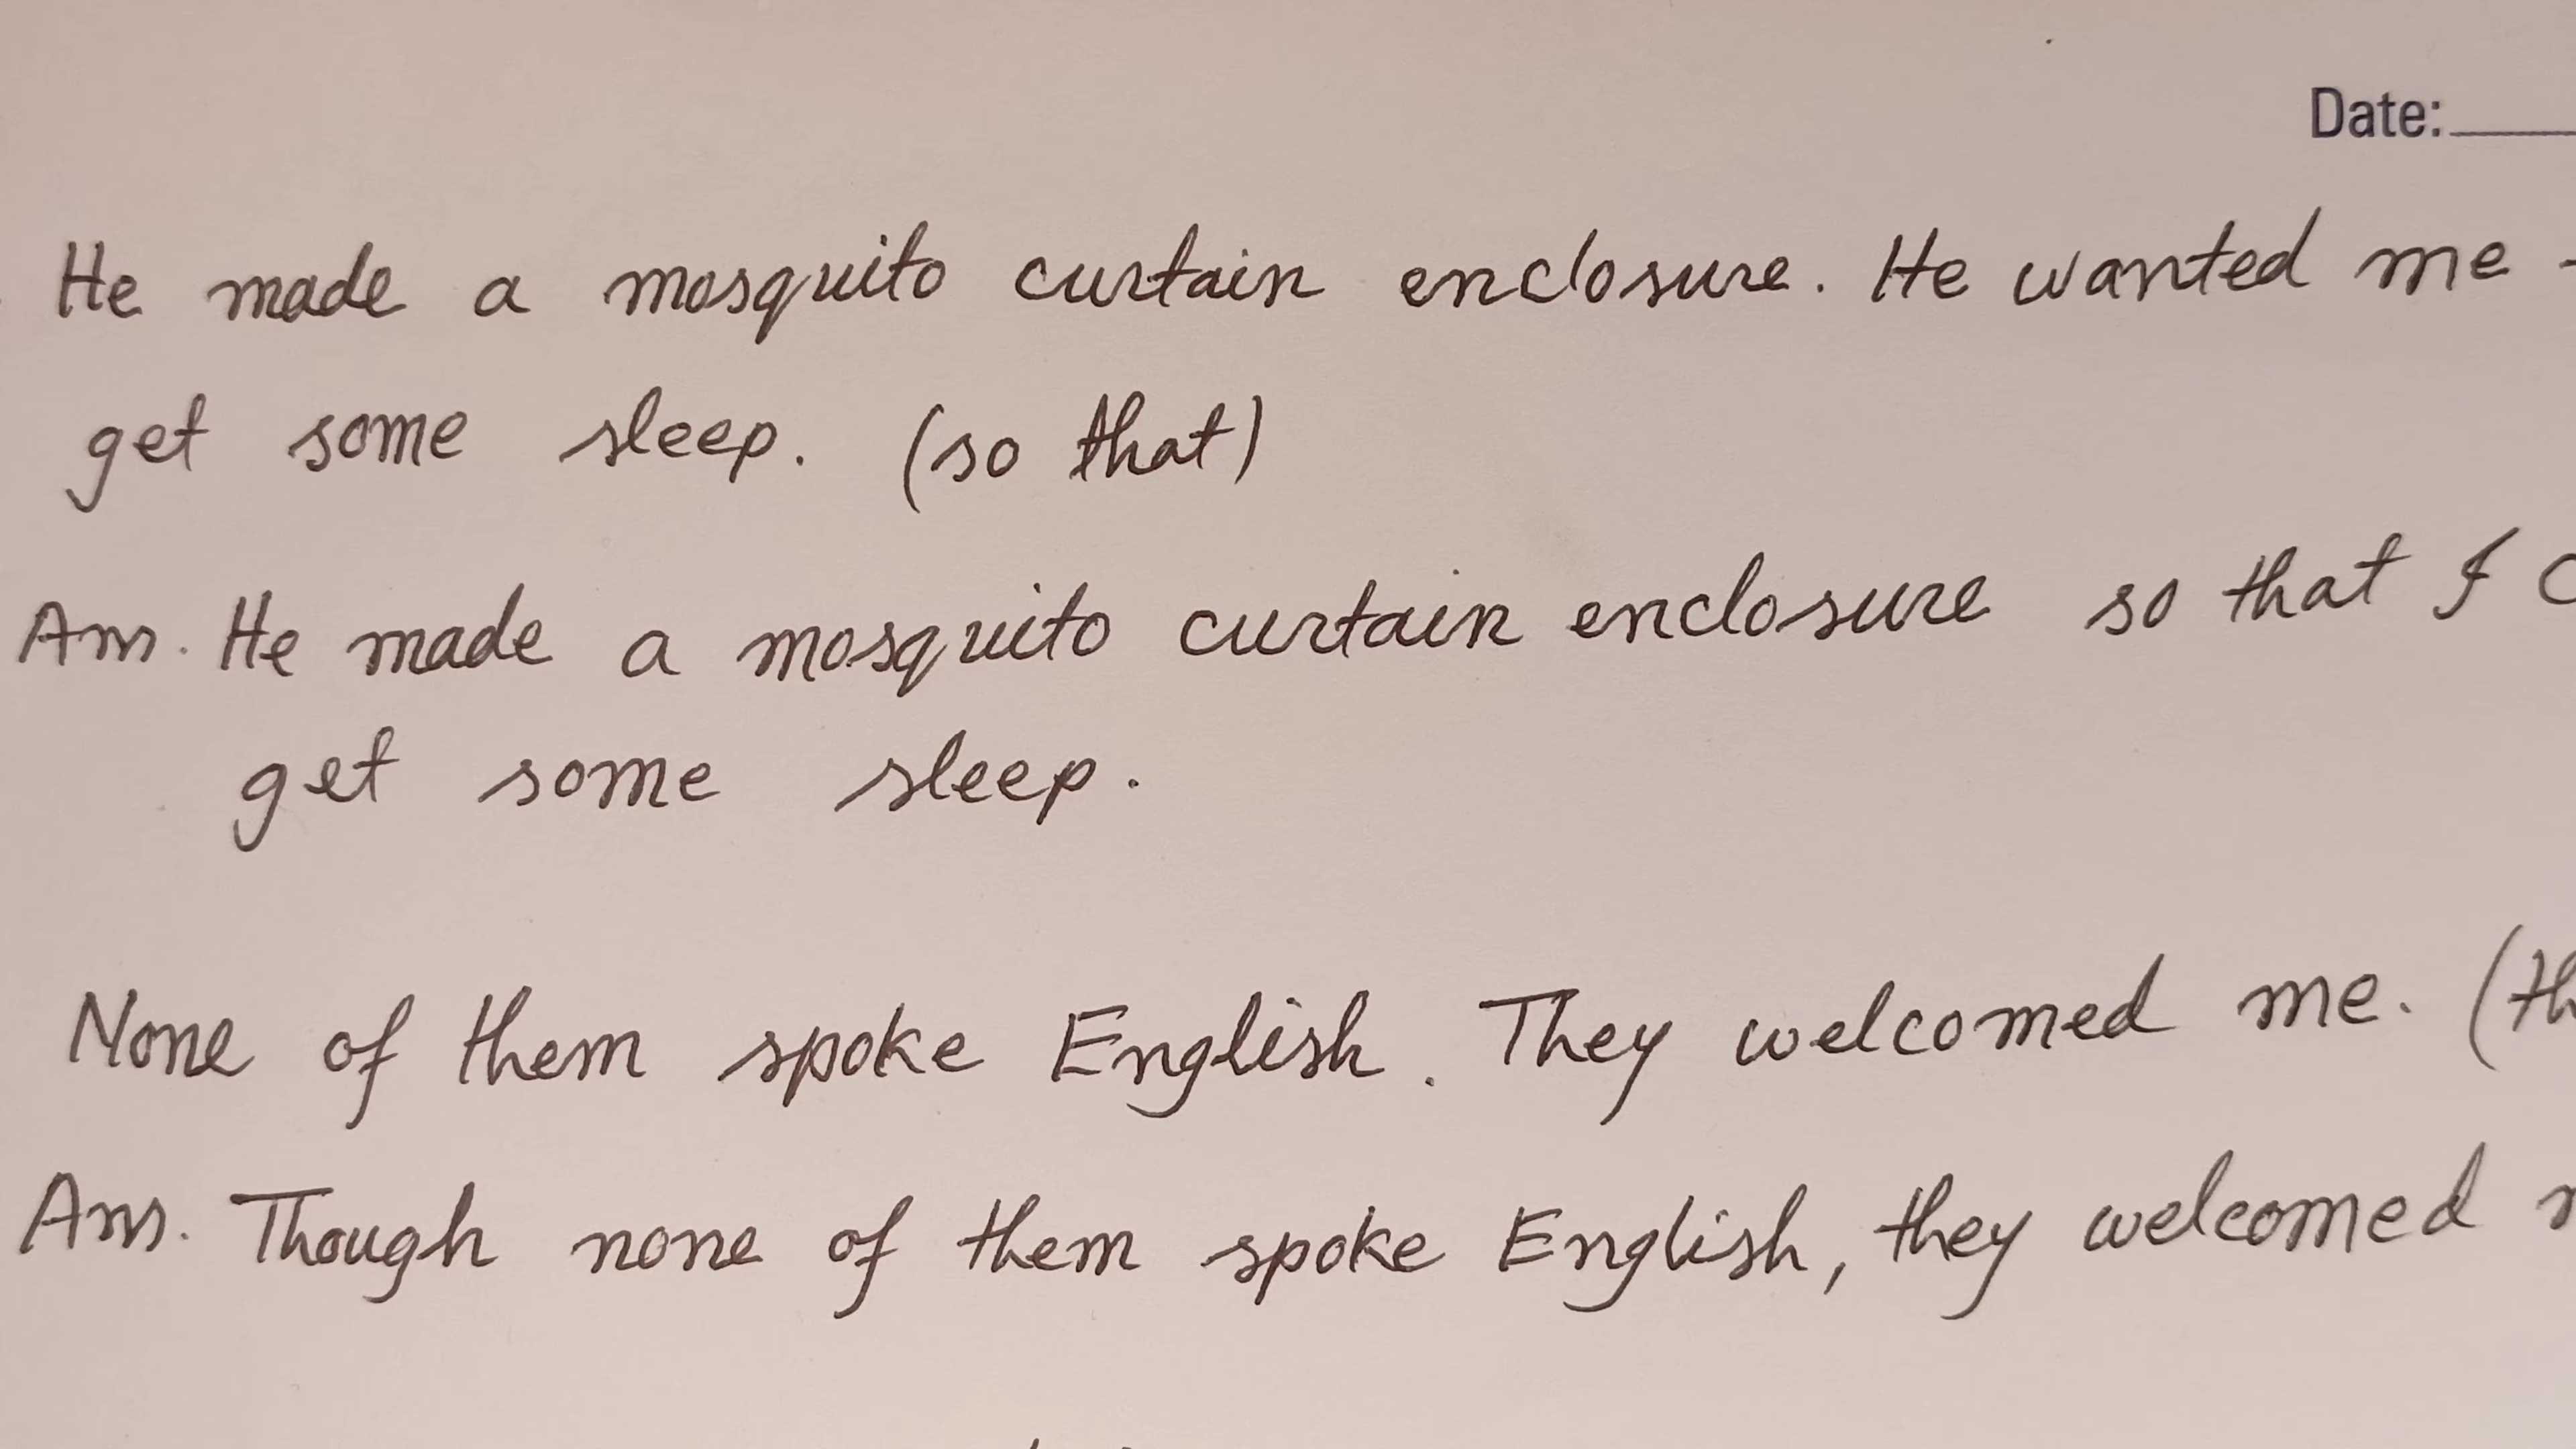 Date:
He made a mosquito curtain enclosure. He wanted me
get some sleep. (so that)
Ans. He made a mosquito curtain enclosure so that I
get some sleep.
None of them spoke English. They welcomed me.
Ans. Though none of them spoke English, they welcomed